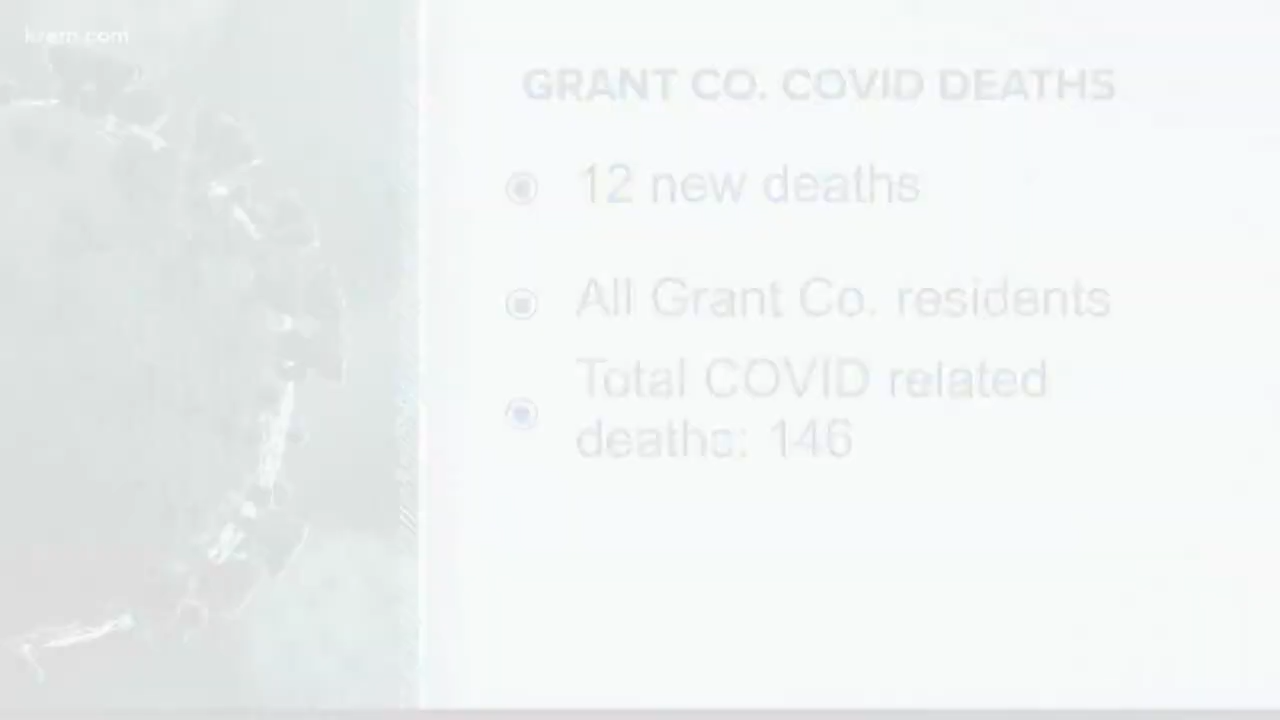 krem.com
GRANT CO. COVID DEATHS
12 new deaths
All Grant Co. residents
Total COVID related
deaths: 146